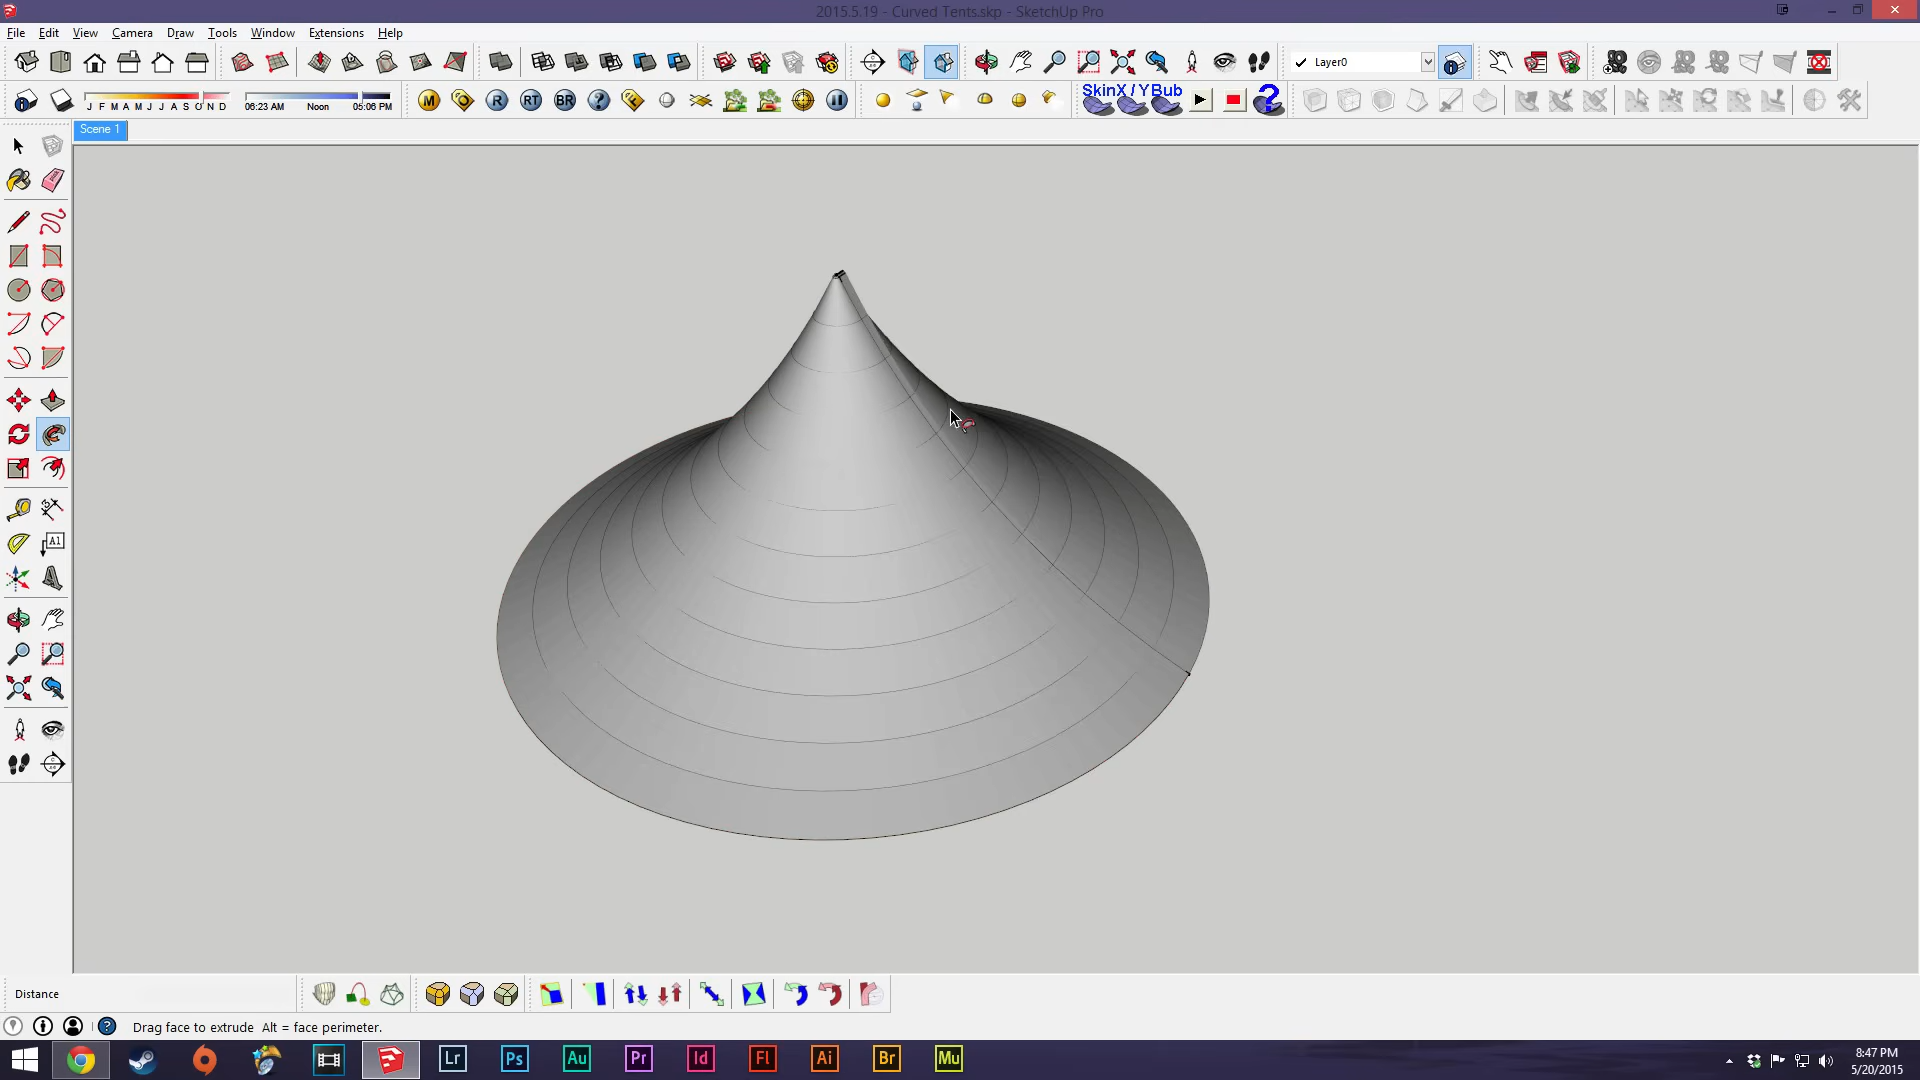 2015.5.19 - Curved Tents.skp - SketchUp Pro
File Edit View Camera Draw Tools Window Extensions Help
Layer0
J F M A M J J A S O N D 06:23 AM Noon 05:06 PM
M R RT BR ? SkinX / YBub ?
Scene 1
A1
Distance
Drag face to extrude Alt = face perimeter.
Lr Ps Au Pr Id Fl Ai Br Mu
8:47 PM
5/20/2015